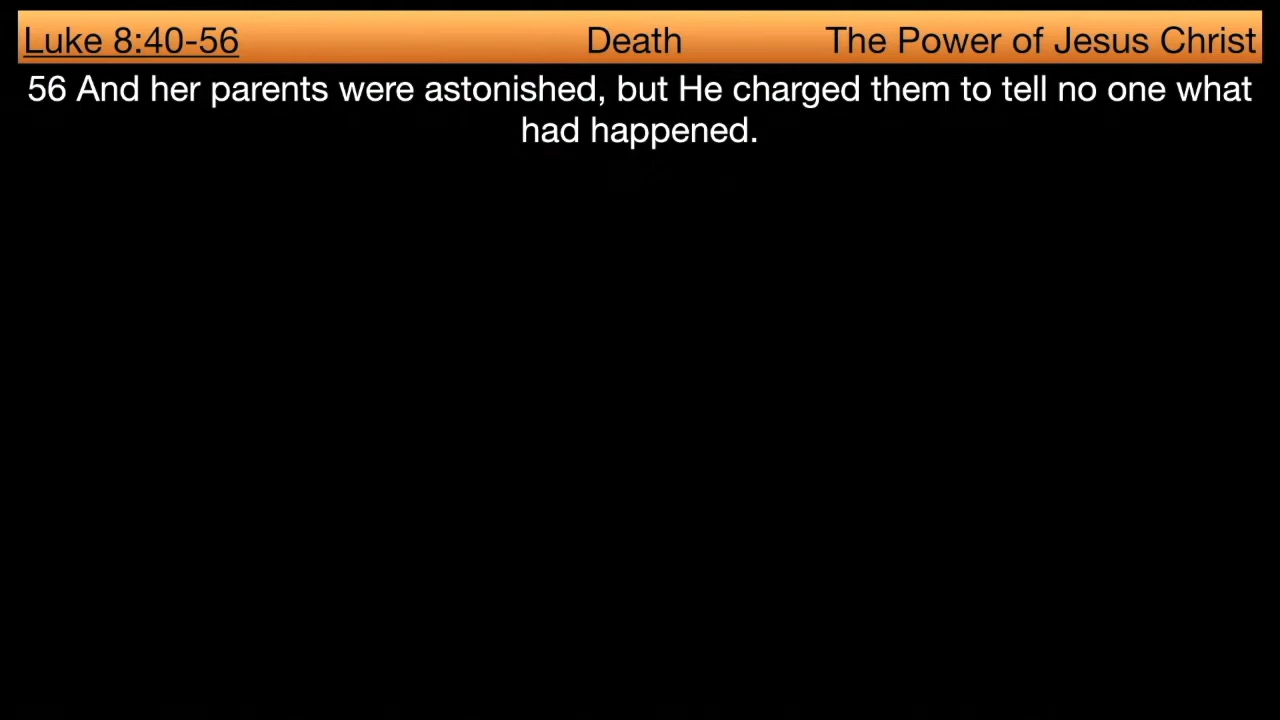 Luke 8:40-56 Death The Power of Jesus Christ
56 And her parents were astonished, but He charged them to tell no one what
had happened.